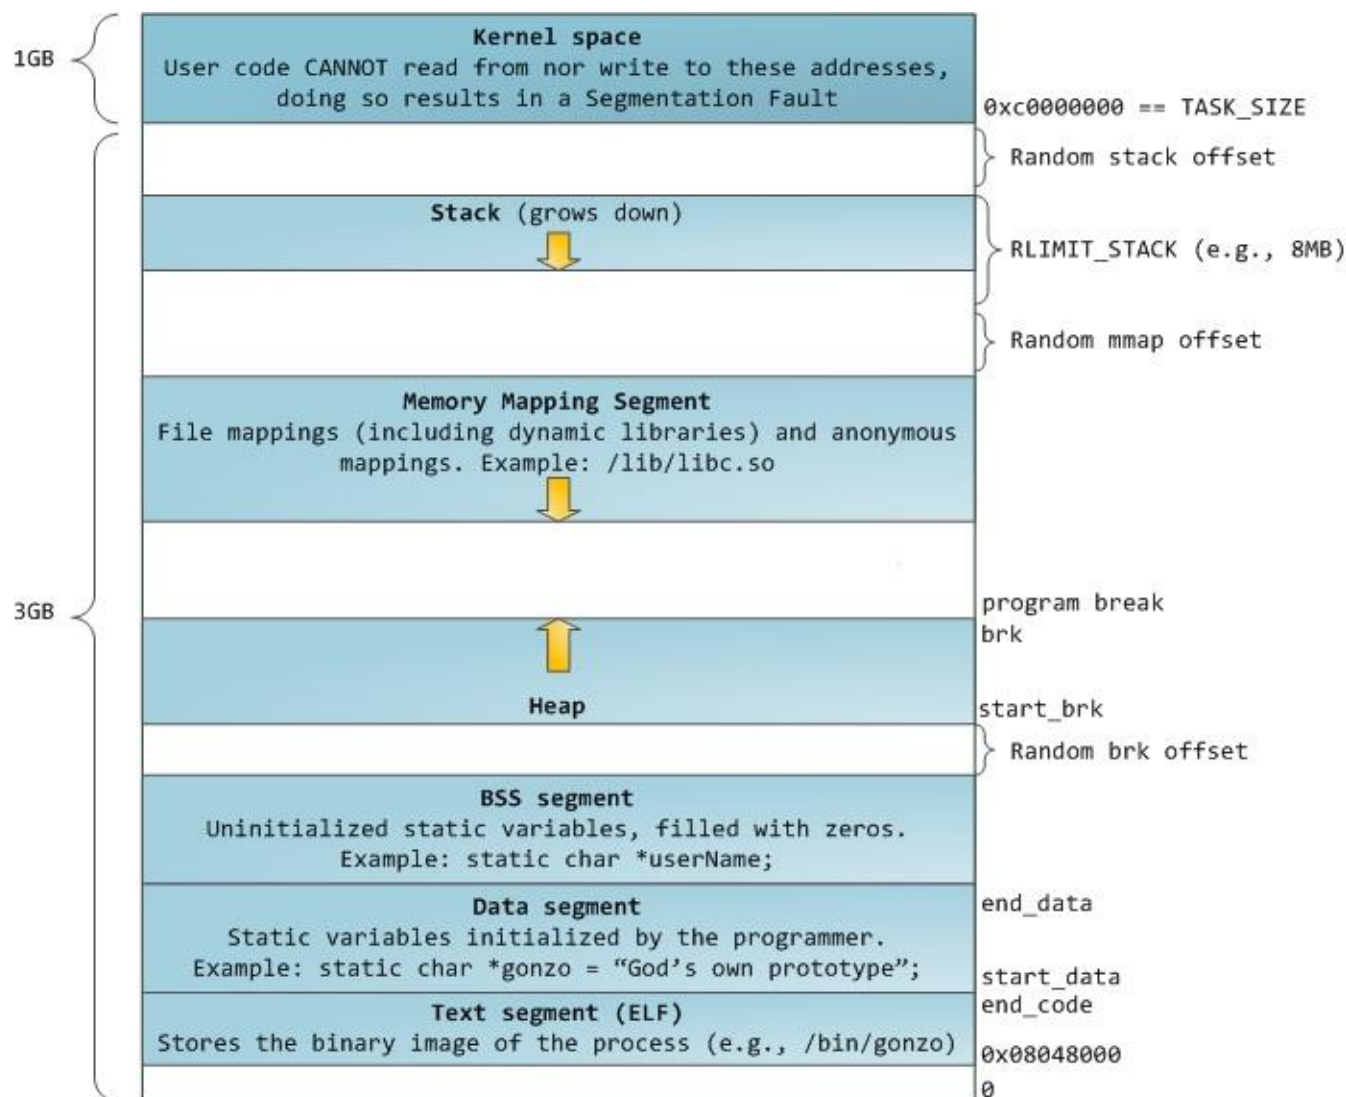 Kernel space
1GB
User code CANNOT read from nor write to these addresses,
doing so results in a Segmentation Fault
0xc0000000 == TASK_SIZE
Random stack offset
Stack (grows down)
RLIMIT_STACK (e.g., 8MB)
Random mmap offset
Memory Mapping Segment
File mappings (including dynamic libraries) and anonymous
mappings. Example: /lib/libc.so
3GB
program break
brk
Heap
start_brk
Random brk offset
BSS segment
Uninitialized static variables, filled with zeros.
Example: static char *userName;
Data segment
end_data
Static variables initialized by the programmer.
Example: static char *gonzo = “God’s own prototype”;
start_data
end_code
Text segment (ELF)
Stores the binary image of the process (e.g., /bin/gonzo)
0x08048000
0